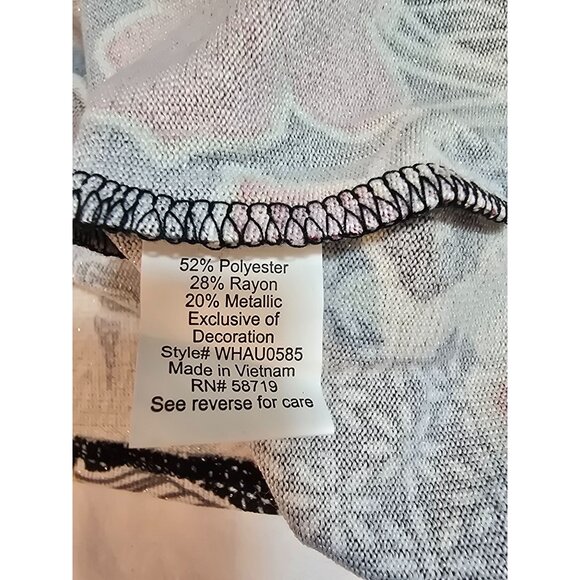 52% Polyester
28% Rayon
20% Metallic
Exclusive of
Decoration
Style# WHAU0585
Made in Vietnam
RN# 58719
See reverse for care